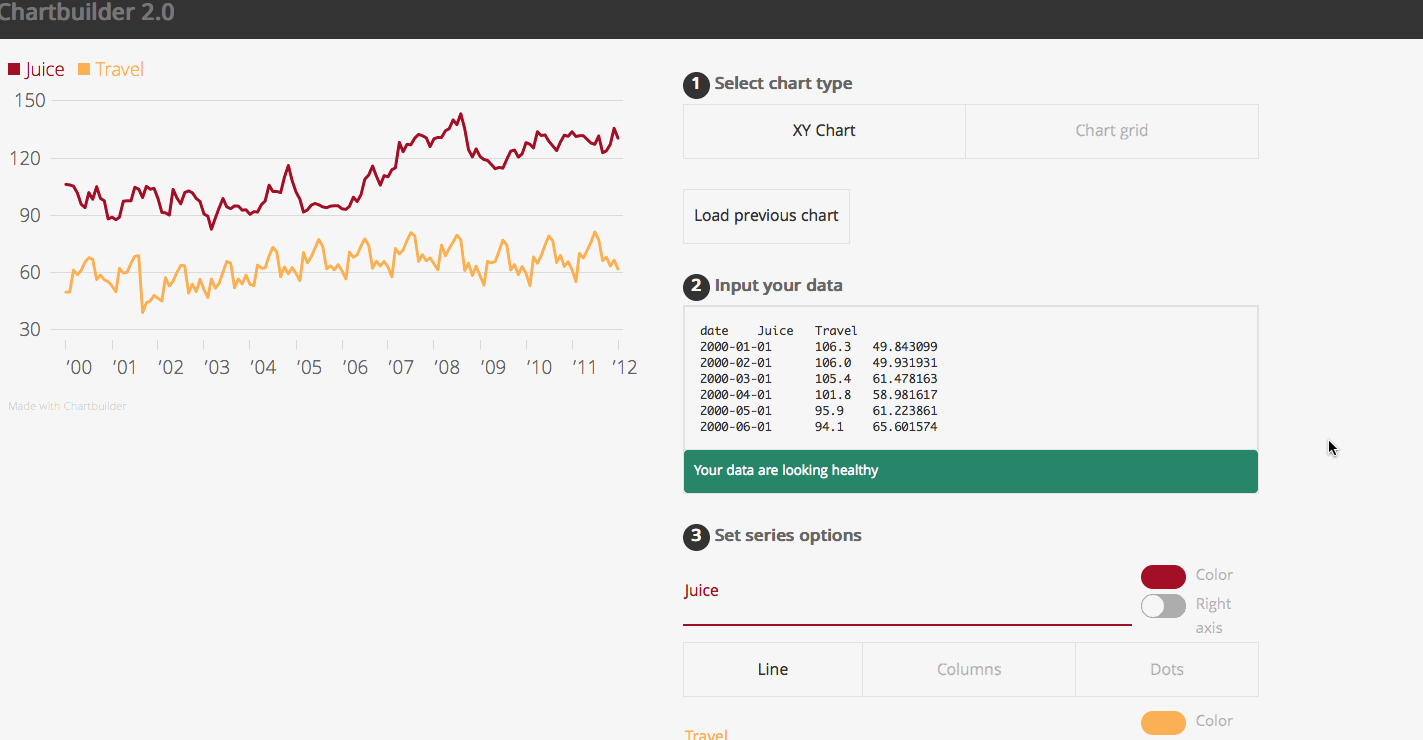 Chartbuilder 2.0
Juice Travel
150
120
90
60
30
'00 '01 '02 '03 '04 '05 '06 '07 '08 '09 '10 '11 '12
Made with Chartbuilder
1 Select chart type
XY Chart Chart grid
Load previous chart
2 Input your data
date Juice Travel
2000-01-01 106.3 49.843099
2000-02-01 106.0 49.931931
2000-03-01 105.4 61.478163
2000-04-01 101.8 58.981617
2000-05-01 95.9 61.223861
2000-06-01 94.1 65.601574
Your data are looking healthy
3 Set series options
Juice
Color
Right
axis
Line Columns Dots
Travel
Color